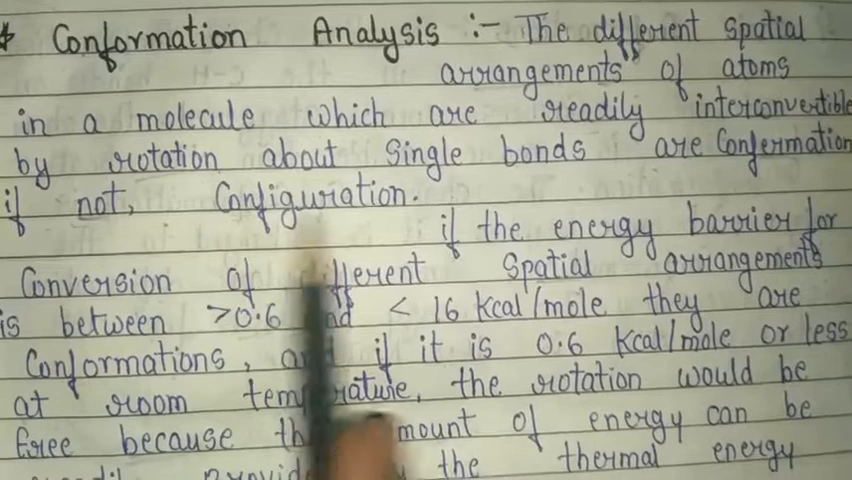 Conformation Analysis :- The different spatial
arrangements of atoms
in a molecule which are readily interconvertible
by rotation about single bonds are Confermation
if not, Configuration.
if the energy barrier for
Conversion of different spatial arrangements
is between >0.6 and < 16 Kcal/mole they are
Conformations, and if it is 0.6 Kcal/mole or less
at room temperature, the rotation would be
free because the amount of energy can be
the thermal energy